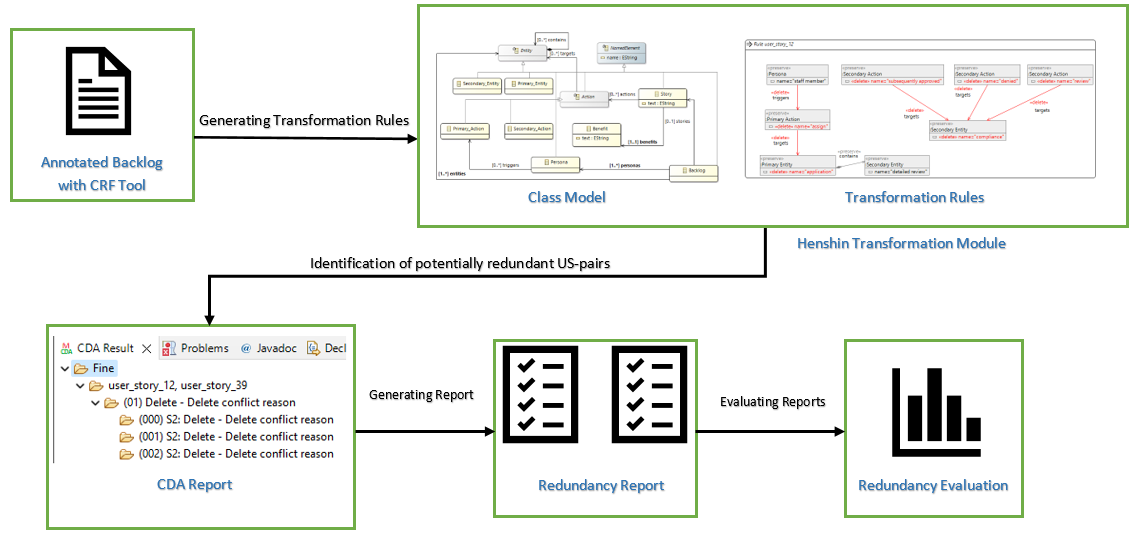 Annotated Backlog
with CRF Tool
Generating Transformation Rules
[0..*] contains
Entity
[0..*] targets
NamedElement
name : EString
Secondary_Entity
Primary_Entity
Action
[0..*] actions
Story
text : EString
[0..1] stories
Primary_Action
Secondary_Action
Benefit
text : EString
[1..1] benefits
[0..*] triggers
Persona
[1..*] personas
[1..*] entities
Backlog
Class Model
Rule user_story_12
«preserve»
Persona
name="staff member"
«preserve»
Secondary Action
«delete» name="subsequently approved"
«preserve»
Secondary Action
«delete» name="denied"
«preserve»
Secondary Action
«delete» name="review"
«delete»
triggers
«delete»
targets
«delete»
targets
«delete»
targets
«preserve»
Primary Action
«delete» name="assign"
«preserve»
Secondary Entity
«delete» name="compliance"
«delete»
targets
«preserve»
Primary Entity
«delete» name="application"
«preserve»
contains
«preserve»
Secondary Entity
name="detailed review"
Transformation Rules
Henshin Transformation Module
Identification of potentially redundant US-pairs
CDA Result
Problems
@ Javadoc
Decl
Fine
user_story_12, user_story_39
(01) Delete - Delete conflict reason
(000) S2: Delete - Delete conflict reason
(001) S2: Delete - Delete conflict reason
(002) S2: Delete - Delete conflict reason
CDA Report
Generating Report
Redundancy Report
Evaluating Reports
Redundancy Evaluation